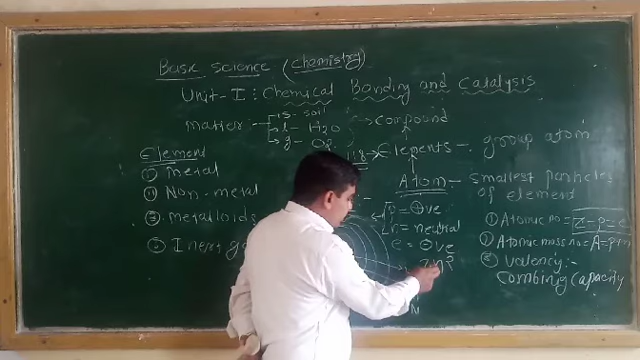 Basic science (chemistry)
Unit-I: Chemical Bonding and Catalysis
Matter → s- soil
→ l- H2O
→ g- O2
→ compound
118 → Elements -: group atom
Atom - smallest particles of element
Element
① Metal
② Non-metal
③ Metalloids
④ Inert
p = ⊕ve
n = neutral
e = ⊖ve
① Atomic no = z = p = e
② Atomic mass no = A = p+n
③ valency :-
combining capacity
N